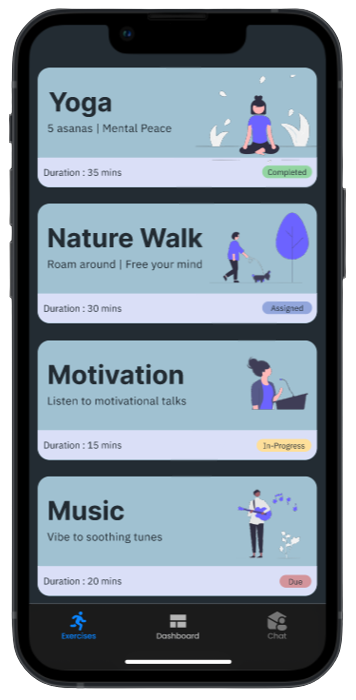 Yoga
5 asanas | Mental Peace
Duration : 35 mins
Completed
Nature Walk
Roam around | Free your mind
Duration : 30 mins
Assigned
Motivation
Listen to motivational talks
Duration : 15 mins
In-Progress
Music
Vibe to soothing tunes
Duration : 20 mins
Due
Exercises
Dashboard
Chat